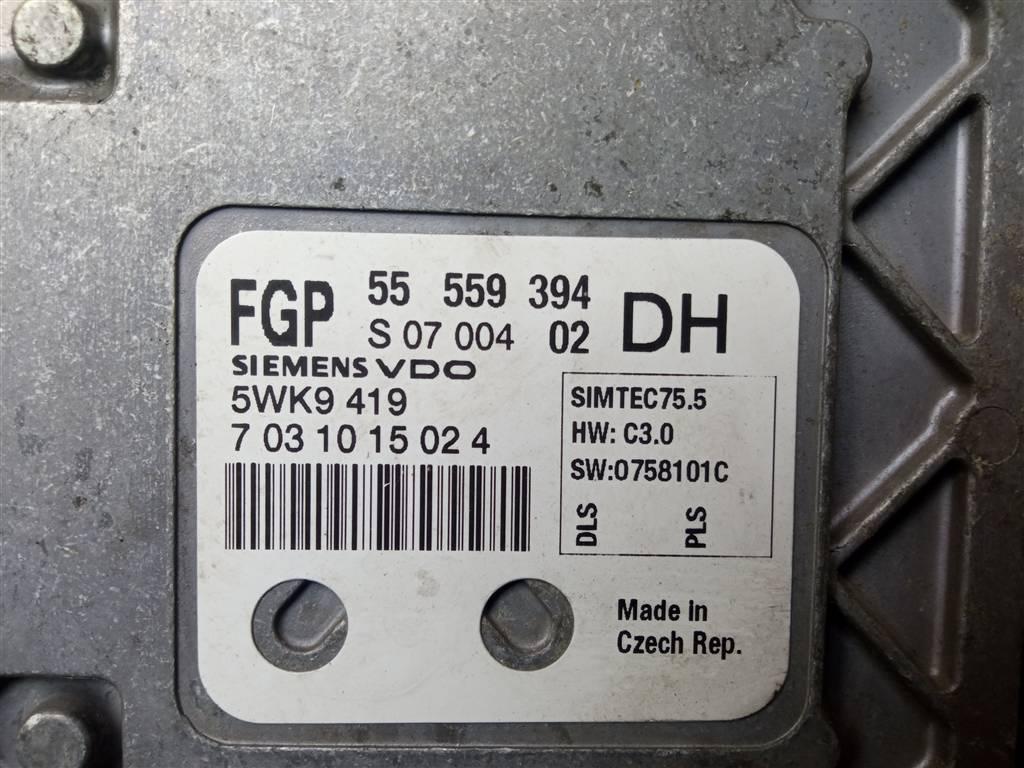 FGP 55 559 394 DH
S 07 004 02
SIEMENS VDO
5WK9 419
7 03 10 15 02 4
SIMTEC75.5
HW: C3.0
SW:0758101C
DLS PLS
Made in
Czech Rep.